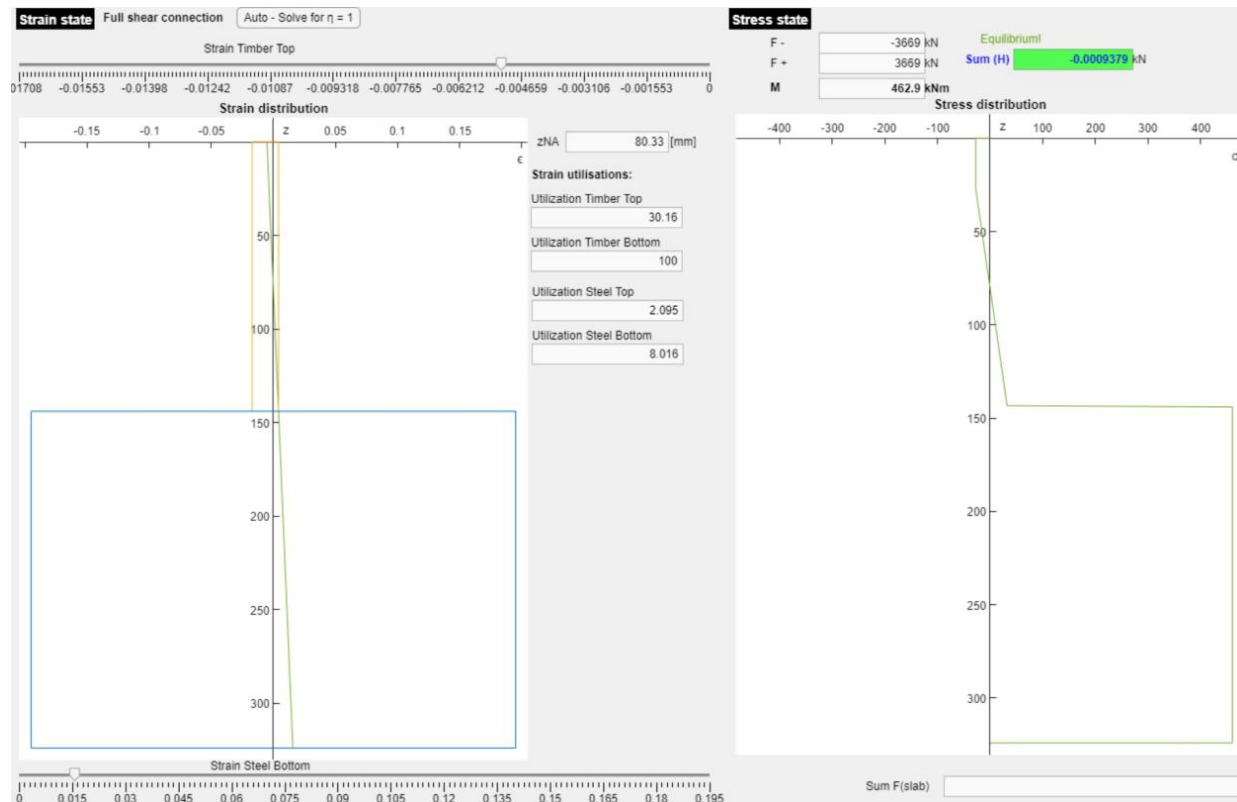 Strain state Full shear connection Auto - Solve for η = 1
Strain Timber Top
01708 -0.01553 -0.01398 -0.01242 -0.01087 -0.009318 -0.007765 -0.006212 -0.004659 -0.003106 -0.001553 0
Strain distribution
-0.15 -0.1 -0.05 z 0.05 0.1 0.15
ϵ
50
100
150
200
250
300
zNA 80.33 [mm]
Strain utilisations:
Utilization Timber Top
30.16
Utilization Timber Bottom
100
Utilization Steel Top
2.095
Utilization Steel Bottom
8.016
Strain Steel Bottom
0 0.015 0.03 0.045 0.06 0.075 0.09 0.105 0.12 0.135 0.15 0.165 0.18 0.195
Stress state
F - -3669 kN
Equilibrium!
F + 3669 kN
Sum (H) -0.0009379 kN
M 462.9 kNm
Stress distribution
-400 -300 -200 -100 z 100 200 300 400
50
100
150
200
250
300
Sum F(slab)